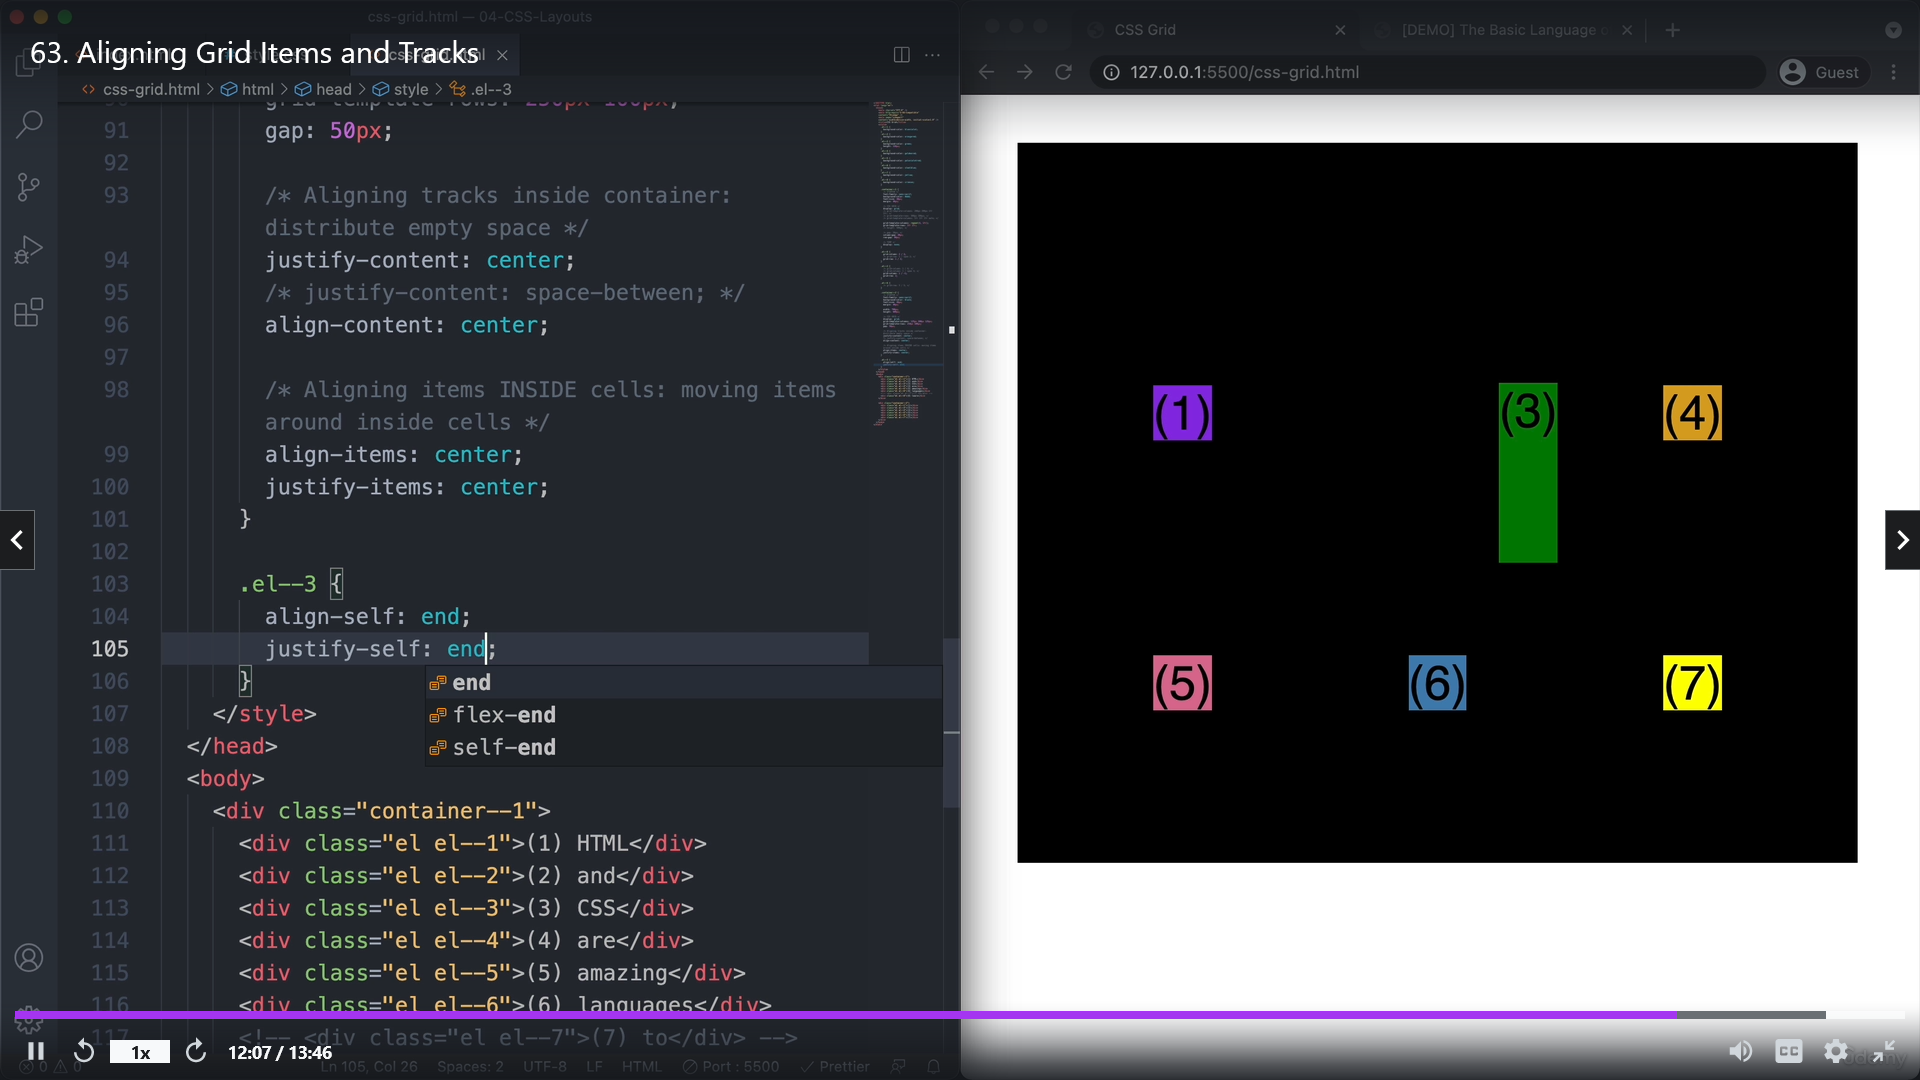 css-grid.html — 04-CSS-Layouts
63. Aligning Grid Items and Tracks
css-grid.html > html > head > style > .el--3
grid-template-rows: 250px 100px;
91 gap: 50px;
92
93 /* Aligning tracks inside container:
distribute empty space */
94 justify-content: center;
95 /* justify-content: space-between; */
96 align-content: center;
97
98 /* Aligning items INSIDE cells: moving items
around inside cells */
99 align-items: center;
100 justify-items: center;
101 }
102
103 .el--3 {
104 align-self: end;
105 justify-self: end;
106 }
end
flex-end
self-end
107 </style>
108 </head>
109 <body>
110 <div class="container--1">
111 <div class="el el--1">(1) HTML</div>
112 <div class="el el--2">(2) and</div>
113 <div class="el el--3">(3) CSS</div>
114 <div class="el el--4">(4) are</div>
115 <div class="el el--5">(5) amazing</div>
116 <div class="el el--6">(6) languages</div>
117 <!-- <div class="el el--7">(7) to</div> -->
1x 12:07 / 13:46
0 0 Ln 105, Col 26 Spaces: 2 UTF-8 LF HTML Port : 5500 Prettier
CSS Grid
[DEMO] The Basic Language o
127.0.0.1:5500/css-grid.html
Guest
(1) (3) (4)
(5) (6) (7)
CC